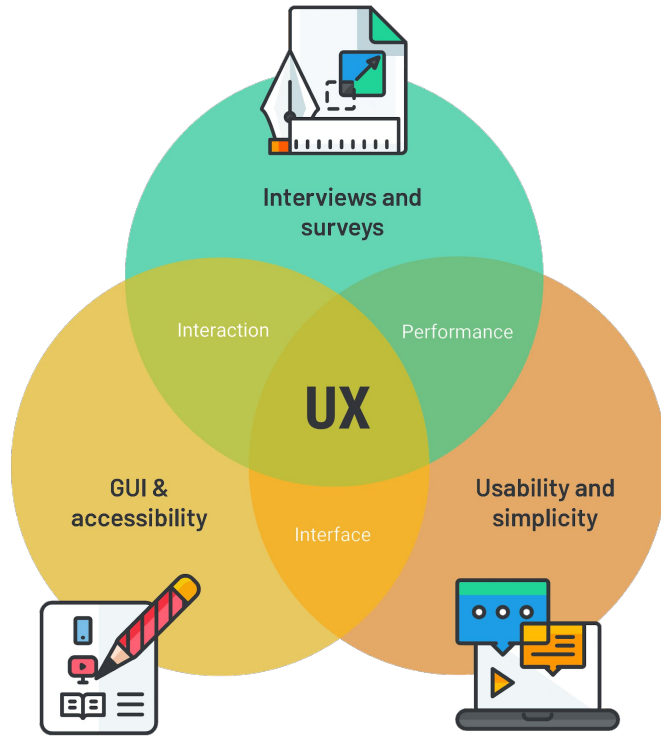 Interviews and
surveys
Interaction
Performance
UX
GUI &
accessibility
Usability and
simplicity
Interface